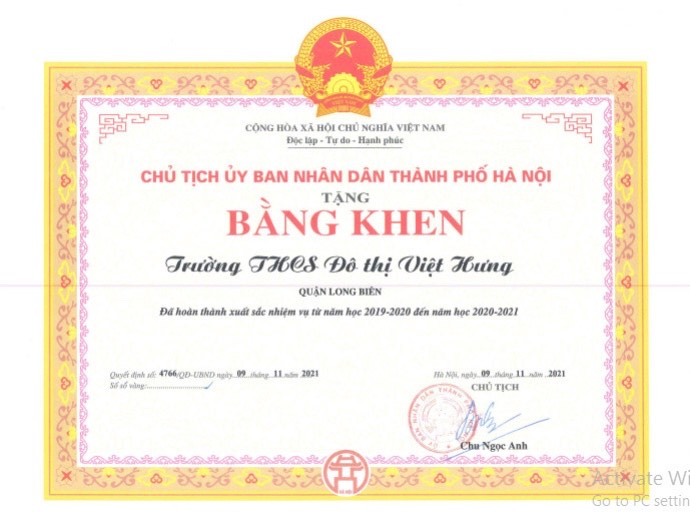 CỘNG HÒA XÃ HỘI CHỦ NGHĨA VIỆT NAM
Độc lập - Tự do - Hạnh phúc
CHỦ TỊCH ỦY BAN NHÂN DÂN THÀNH PHỐ HÀ NỘI
TẶNG
BẰNG KHEN
Trường THCS Đô thị Việt Hưng
QUẬN LONG BIÊN
Đã hoàn thành xuất sắc nhiệm vụ từ năm học 2019-2020 đến năm học 2020-2021
Quyết định số: 4766/QĐ-UBND ngày 09 tháng 11 năm 2021
Số sổ vàng:
Hà Nội, ngày 09 tháng 11 năm 2021
CHỦ TỊCH
Chu Ngọc Anh
HÀ NỘI
Activate Wi
Go to PC settin